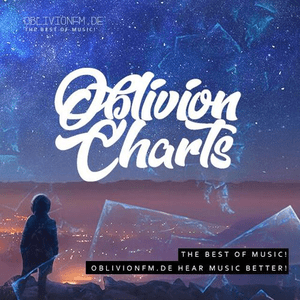 OBLIVIONFM.DE
THE BEST OF MUSIC!
Oblivion
Charts
THE BEST OF MUSIC!
OBLIVIONFM.DE HEAR MUSIC BETTER!